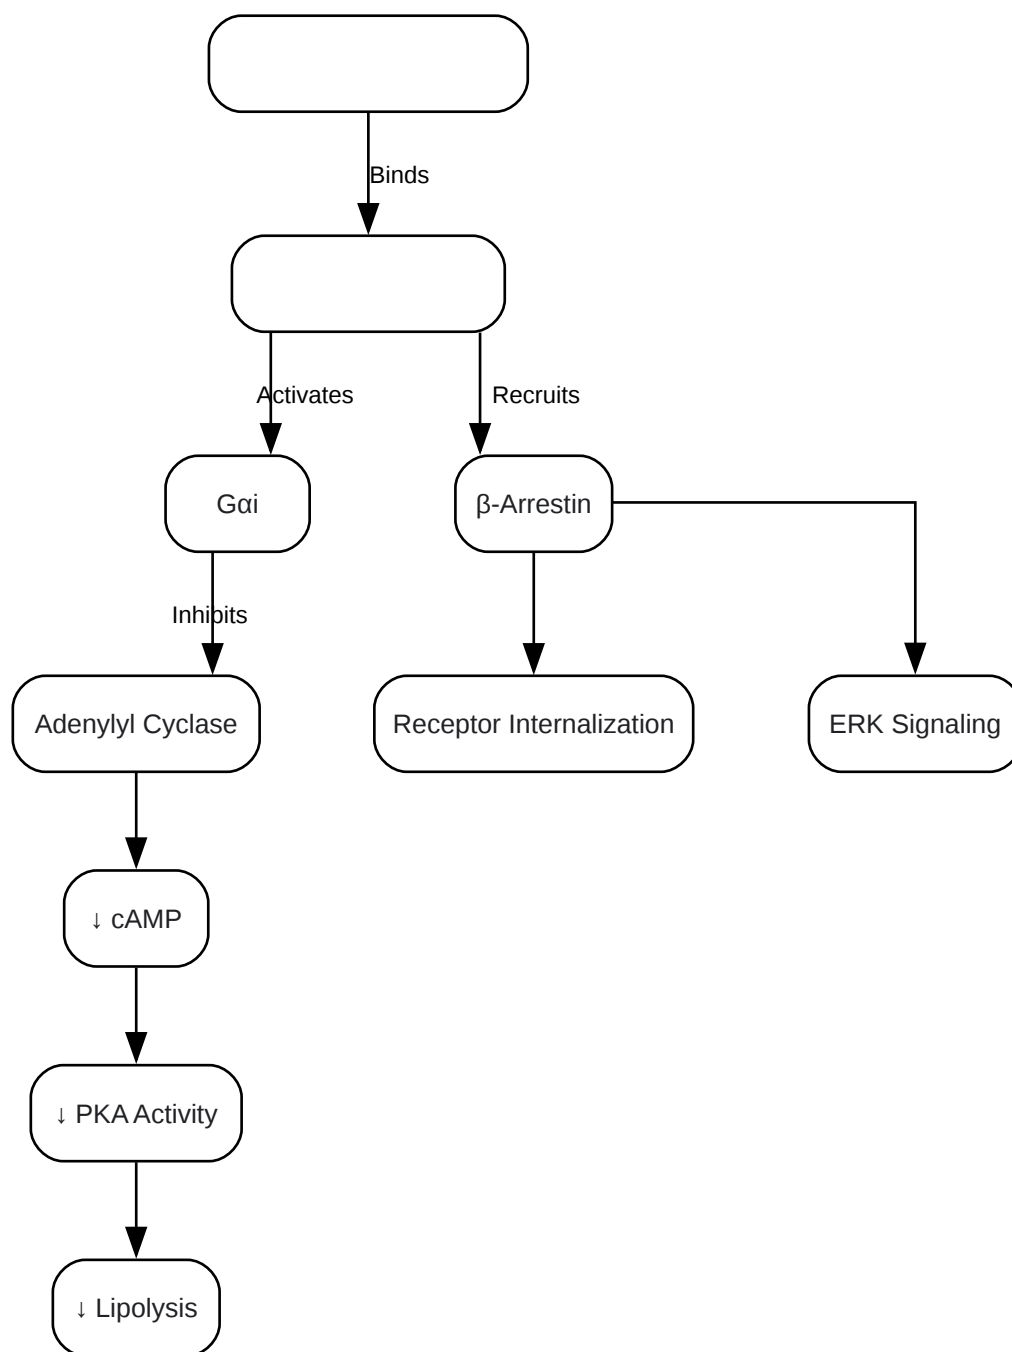 Binds
Activates
Recruits
Gαi
β-Arrestin
Inhibits
Adenylyl Cyclase
Receptor Internalization
ERK Signaling
↓ cAMP
↓ PKA Activity
↓ Lipolysis